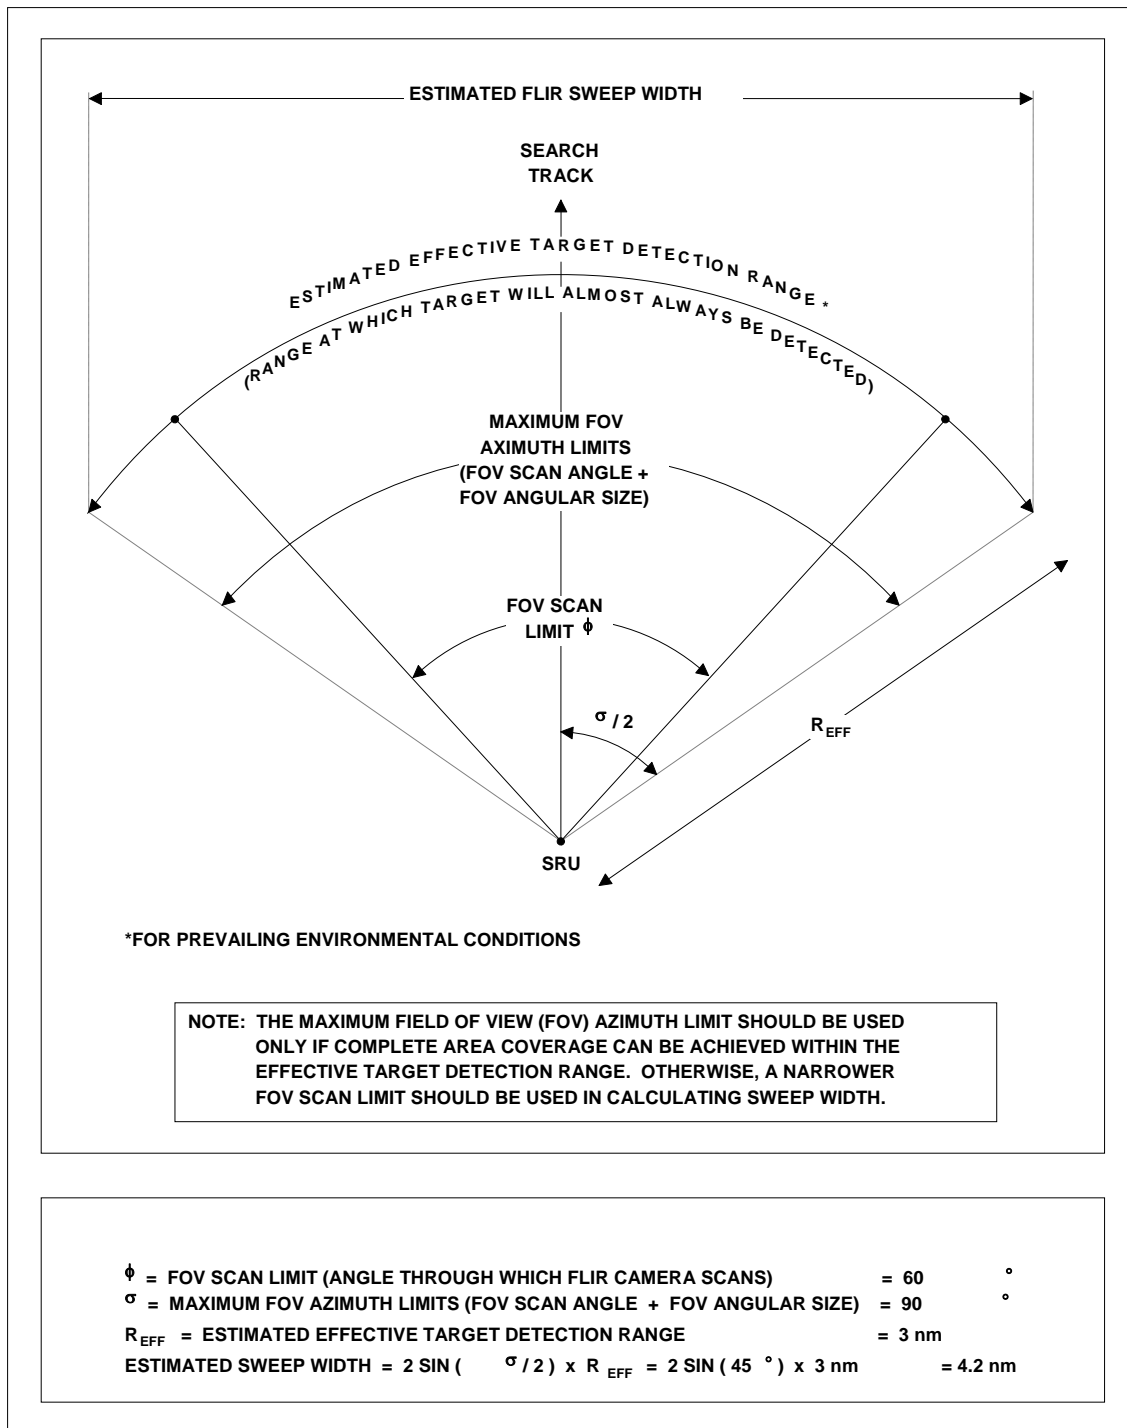 ESTIMATED FLIR SWEEP WIDTH
SEARCH
TRACK
ESTIMATED EFFECTIVE TARGET DETECTION RANGE *
(RANGE AT WHICH TARGET WILL ALMOST ALWAYS BE DETECTED)
MAXIMUM FOV
AXIMUTH LIMITS
(FOV SCAN ANGLE +
FOV ANGULAR SIZE)
FOV SCAN
LIMIT ϕ
σ / 2
R EFF
SRU
*FOR PREVAILING ENVIRONMENTAL CONDITIONS
NOTE: THE MAXIMUM FIELD OF VIEW (FOV) AZIMUTH LIMIT SHOULD BE USED
ONLY IF COMPLETE AREA COVERAGE CAN BE ACHIEVED WITHIN THE
EFFECTIVE TARGET DETECTION RANGE. OTHERWISE, A NARROWER
FOV SCAN LIMIT SHOULD BE USED IN CALCULATING SWEEP WIDTH.
ϕ = FOV SCAN LIMIT (ANGLE THROUGH WHICH FLIR CAMERA SCANS) = 60 °
σ = MAXIMUM FOV AZIMUTH LIMITS (FOV SCAN ANGLE + FOV ANGULAR SIZE) = 90 °
R EFF = ESTIMATED EFFECTIVE TARGET DETECTION RANGE = 3 nm
ESTIMATED SWEEP WIDTH = 2 SIN ( σ / 2 ) x R EFF = 2 SIN ( 45 ° ) x 3 nm = 4.2 nm